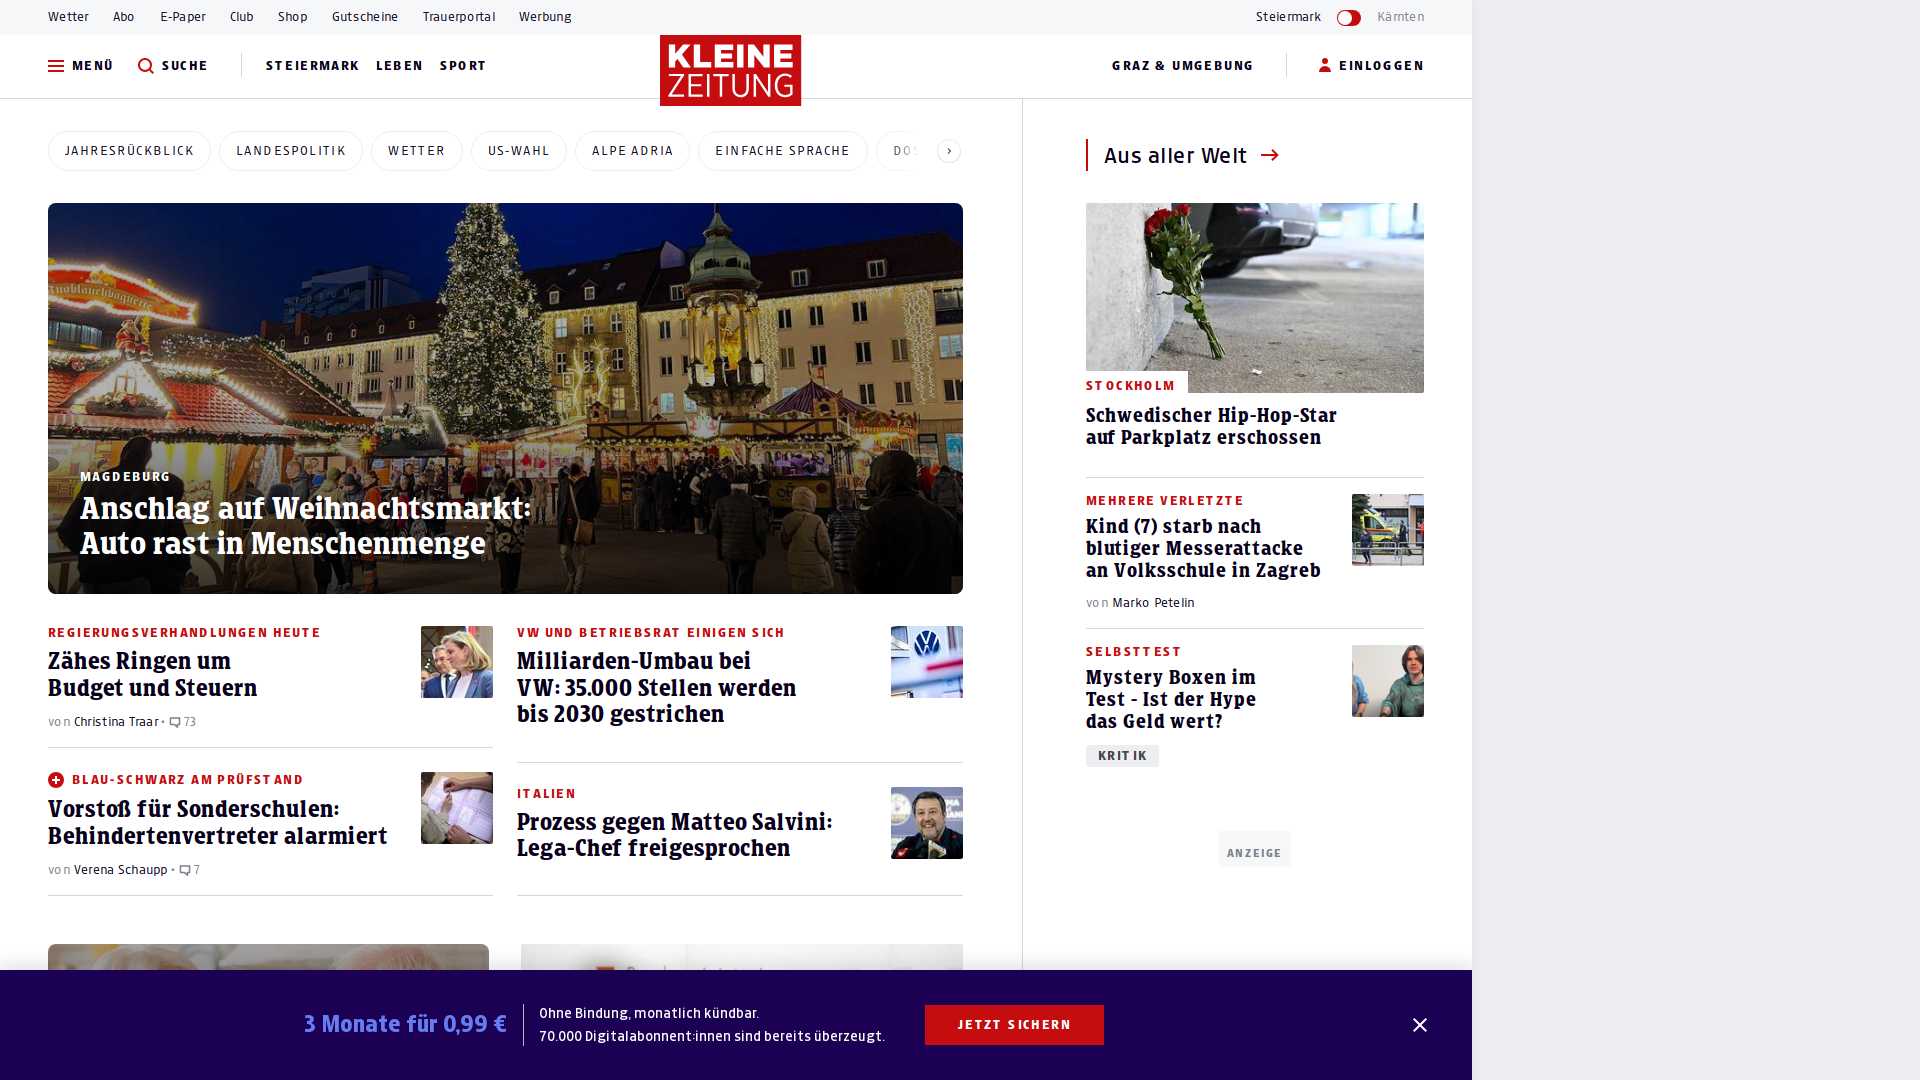 Wetter Abo E-Paper Club Shop Gutscheine Trauerportal Werbung Steiermark Kärnten
MENÜ SUCHE STEIERMARK LEBEN SPORT KLEINE ZEITUNG GRAZ & UMGEBUNG EINLOGGEN
JAHRESRÜCKBLICK LANDESPOLITIK WETTER US-WAHL ALPE ADRIA EINFACHE SPRACHE
MAGDEBURG
Anschlag auf Weihnachtsmarkt:
Auto rast in Menschenmenge
REGIERUNGSVERHANDLUNGEN HEUTE
Zähes Ringen um
Budget und Steuern
von Christina Traar • 73
BLAU-SCHWARZ AM PRÜFSTAND
Vorstoß für Sonderschulen:
Behindertenvertreter alarmiert
von Verena Schaupp • 7
VW UND BETRIEBSRAT EINIGEN SICH
Milliarden-Umbau bei
VW: 35.000 Stellen werden
bis 2030 gestrichen
ITALIEN
Prozess gegen Matteo Salvini:
Lega-Chef freigesprochen
Aus aller Welt
STOCKHOLM
Schwedischer Hip-Hop-Star
auf Parkplatz erschossen
MEHRERE VERLETZTE
Kind (7) starb nach
blutiger Messerattacke
an Volksschule in Zagreb
von Marko Petelin
SELBSTTEST
Mystery Boxen im
Test - Ist der Hype
das Geld wert?
KRITIK
ANZEIGE
3 Monate für 0,99 €
Ohne Bindung, monatlich kündbar.
70.000 Digitalabonnent:innen sind bereits überzeugt.
JETZT SICHERN